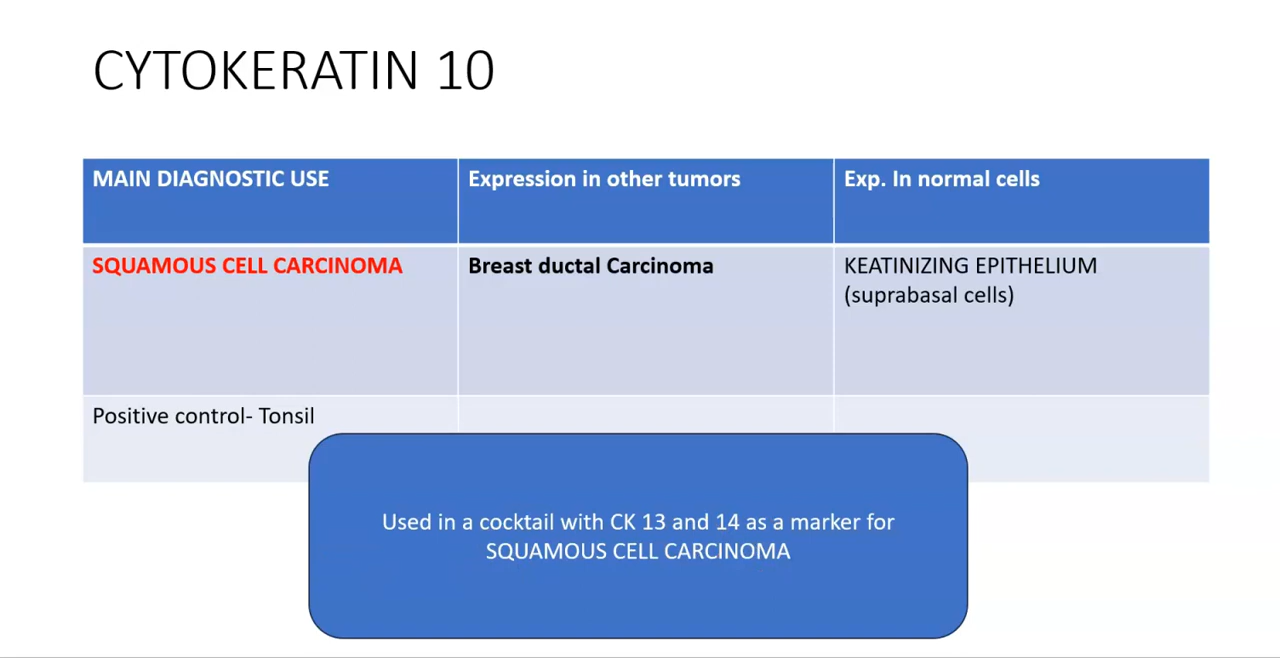 CYTOKERATIN 10
MAIN DIAGNOSTIC USE
Expression in other tumors
Exp. In normal cells
SQUAMOUS CELL CARCINOMA
Breast ductal Carcinoma
KEATINIZING EPITHELIUM
(suprabasal cells)
Positive control- Tonsil
Used in a cocktail with CK 13 and 14 as a marker for
SQUAMOUS CELL CARCINOMA